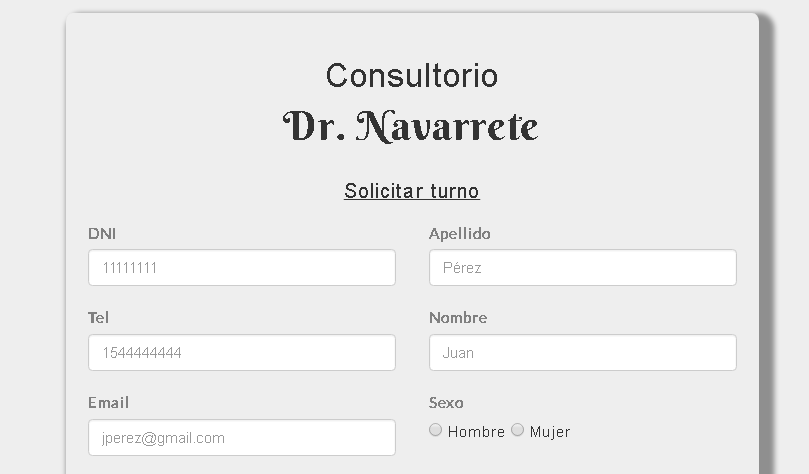 Consultorio
Dr. Navarrete
Solicitar turno
DNI
11111111
Apellido
Pérez
Tel
1544444444
Nombre
Juan
Email
jperez@gmail.com
Sexo
Hombre Mujer